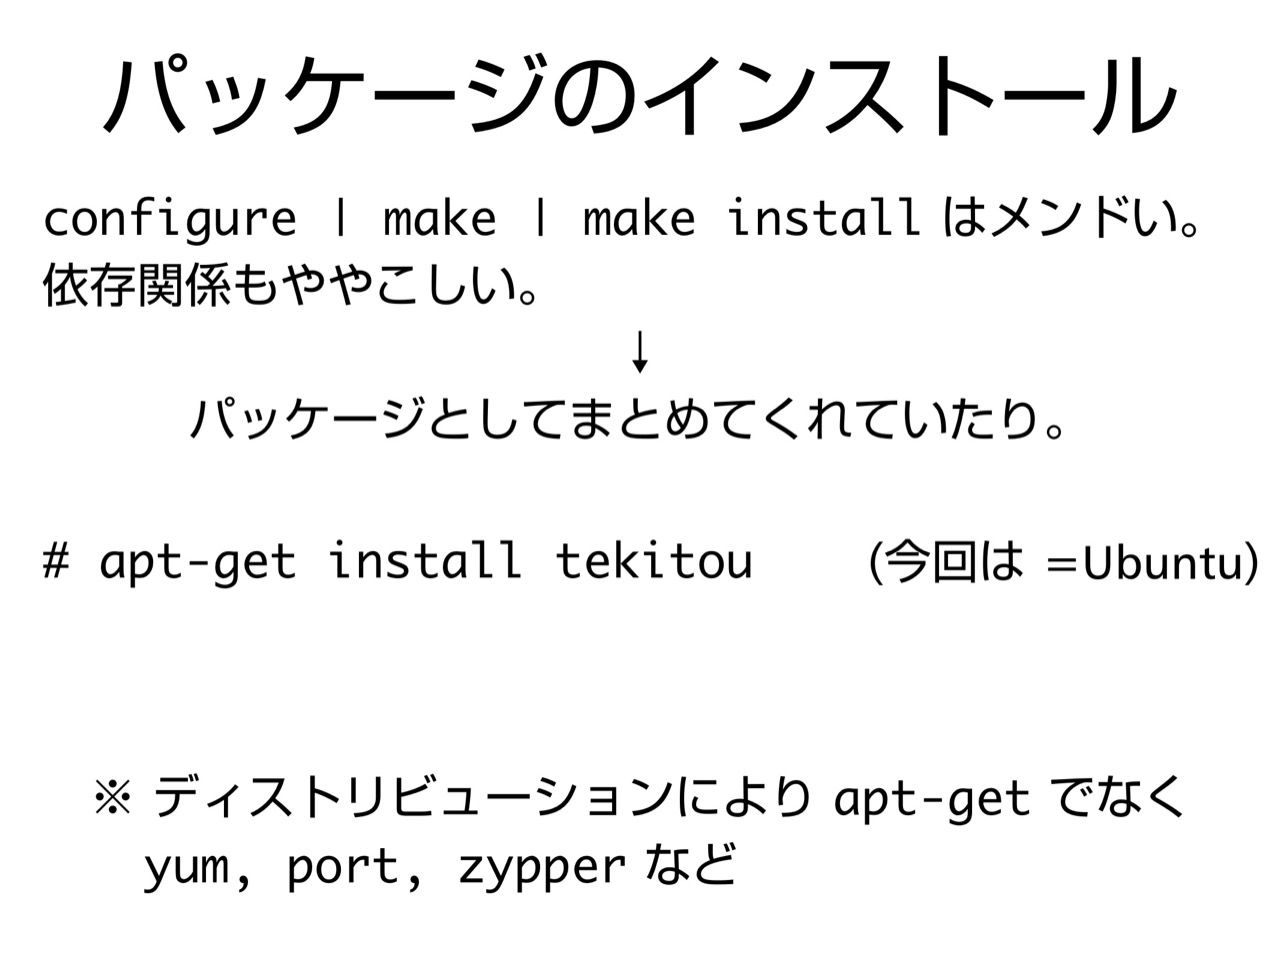 パッケージのインストール
configure | make | make install はメンドい。
依存関係もややこしい。
↓
パッケージとしてまとめてくれていたり。
# apt-get install tekitou (今回は =Ubuntu)
※ ディストリビューションにより apt-get でなく
yum, port, zypper など